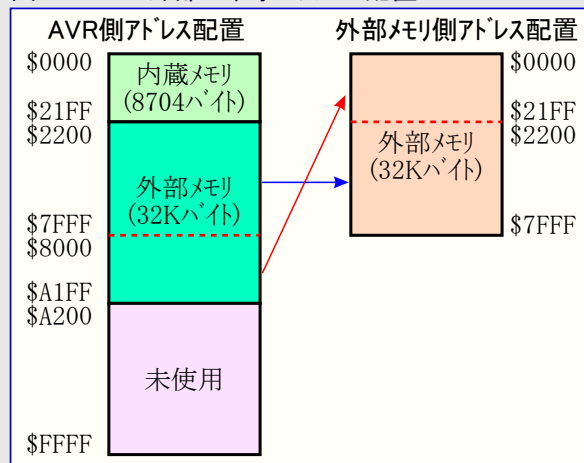 AVR側アドレス配置
$0000
内蔵メモリ
(8704バイト)
$21FF
$2200
外部メモリ
(32Kバイト)
$7FFF
$8000
$A1FF
$A200
未使用
$FFFF
外部メモリ側アドレス配置
$0000
$21FF
$2200
外部メモリ
(32Kバイト)
$7FFF